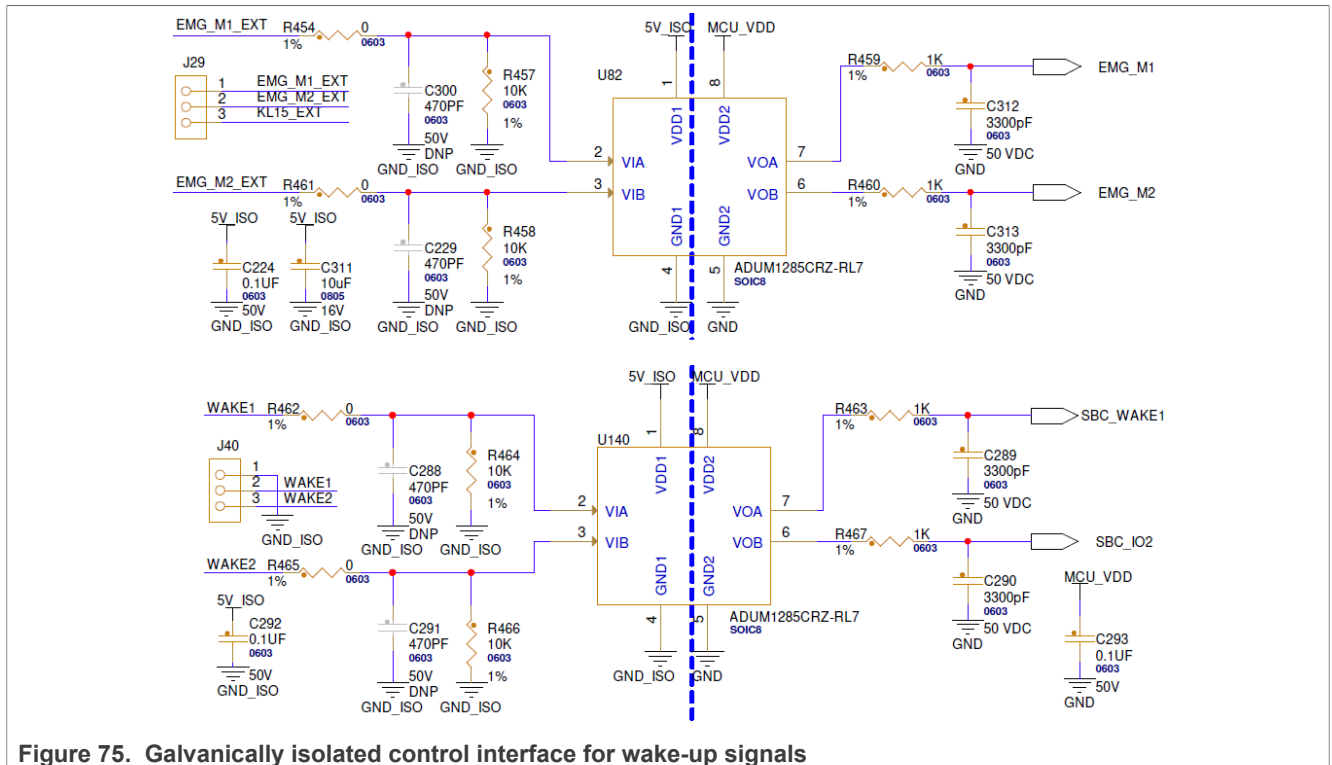 EMG_M1_EXT
R454
0
1%
0603
J29
1
EMG_M1_EXT
2
EMG_M2_EXT
3
KL15_EXT
C300
470PF
0603
50V
DNP
GND_ISO
R457
10K
0603
1%
GND_ISO
5V_ISO
MCU_VDD
U82
1
8
VDD1
VDD2
2
VIA
3
VIB
VOA
7
VOB
6
GND1
GND2
4
5
ADUM1285CRZ-RL7
SOIC8
GND_ISO
GND
R459
1K
1%
0603
EMG_M1
C312
3300pF
0603
50 VDC
GND
R460
1K
1%
0603
EMG_M2
C313
3300pF
0603
50 VDC
GND
EMG_M2_EXT
R461
0
1%
0603
5V_ISO
5V_ISO
C224
0.1UF
0603
50V
GND_ISO
C311
10uF
0805
16V
GND_ISO
C229
470PF
0603
50V
DNP
GND_ISO
R458
10K
0603
1%
GND_ISO
WAKE1
R462
0
1%
0603
J40
1
2
WAKE1
3
WAKE2
GND_ISO
C288
470PF
0603
50V
DNP
GND_ISO
R464
10K
0603
1%
GND_ISO
5V_ISO
MCU_VDD
U140
1
8
VDD1
VDD2
2
VIA
3
VIB
VOA
7
VOB
6
GND1
GND2
4
5
ADUM1285CRZ-RL7
SOIC8
GND_ISO
GND
R463
1K
1%
0603
SBC_WAKE1
C289
3300pF
0603
50 VDC
GND
R467
1K
1%
0603
SBC_IO2
C290
3300pF
0603
50 VDC
GND
MCU_VDD
C293
0.1UF
0603
50V
GND
WAKE2
R465
0
1%
0603
5V_ISO
C292
0.1UF
0603
50V
GND_ISO
C291
470PF
0603
50V
DNP
GND_ISO
R466
10K
0603
1%
GND_ISO
Figure 75. Galvanically isolated control interface for wake-up signals